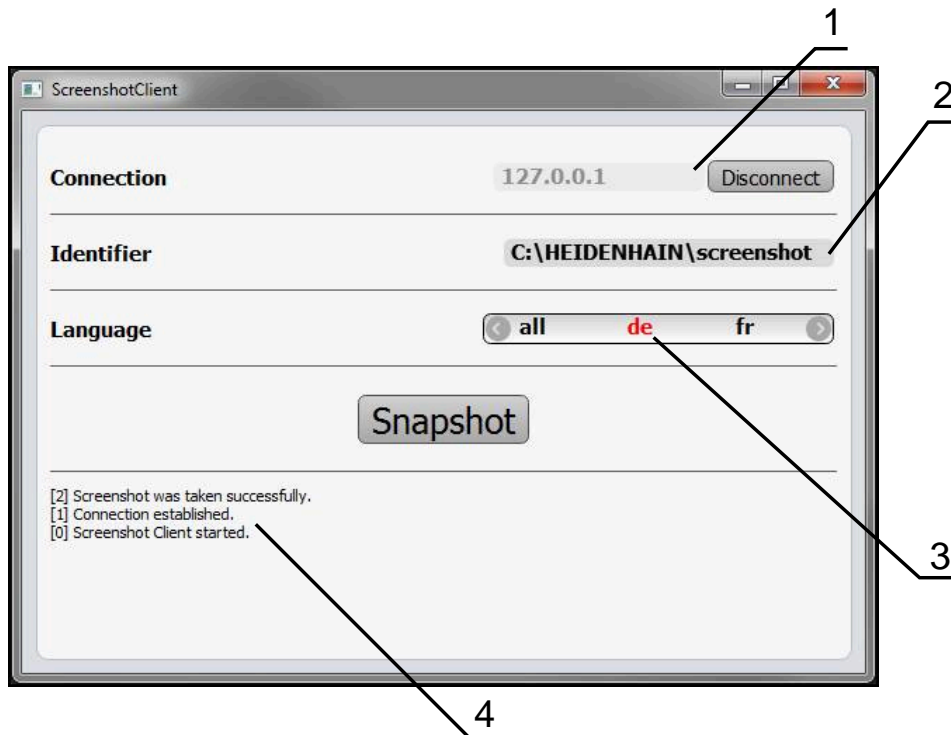 1
ScreenshotClient
2
Connection 127.0.0.1 Disconnect
Identifier C:\HEIDENHAIN\screenshot
Language all de fr
Snapshot
[2] Screenshot was taken successfully.
[1] Connection established.
[0] Screenshot Client started.
3
4